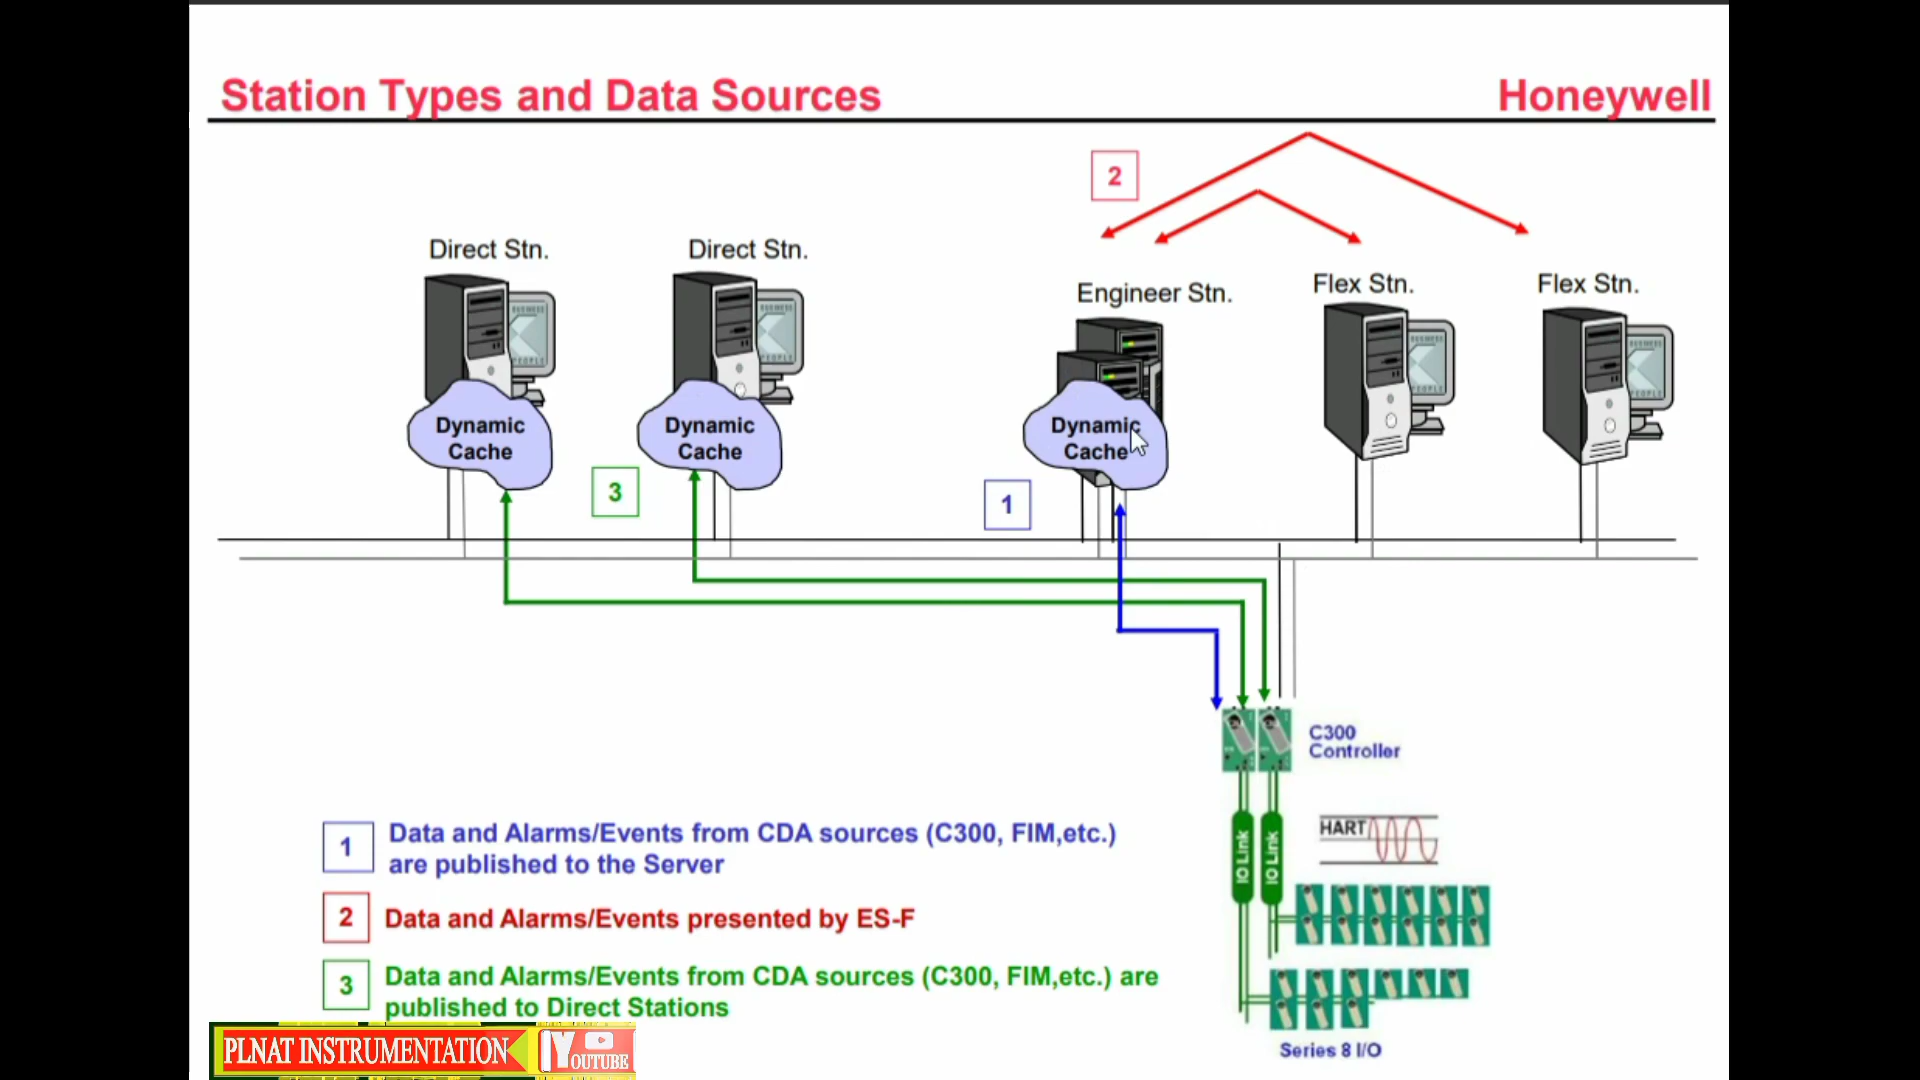 Station Types and Data Sources
Honeywell
2
Direct Stn.
Direct Stn.
Engineer Stn.
Flex Stn.
Flex Stn.
Dynamic
Cache
Dynamic
Cache
Dynamic
Cache
3
1
C300
Controller
IO Link
IO Link
HART
1
Data and Alarms/Events from CDA sources (C300, FIM,etc.)
are published to the Server
2
Data and Alarms/Events presented by ES-F
3
Data and Alarms/Events from CDA sources (C300, FIM,etc.) are
published to Direct Stations
Series 8 I/O
PLNAT INSTRUMENTATION
YOUTUBE